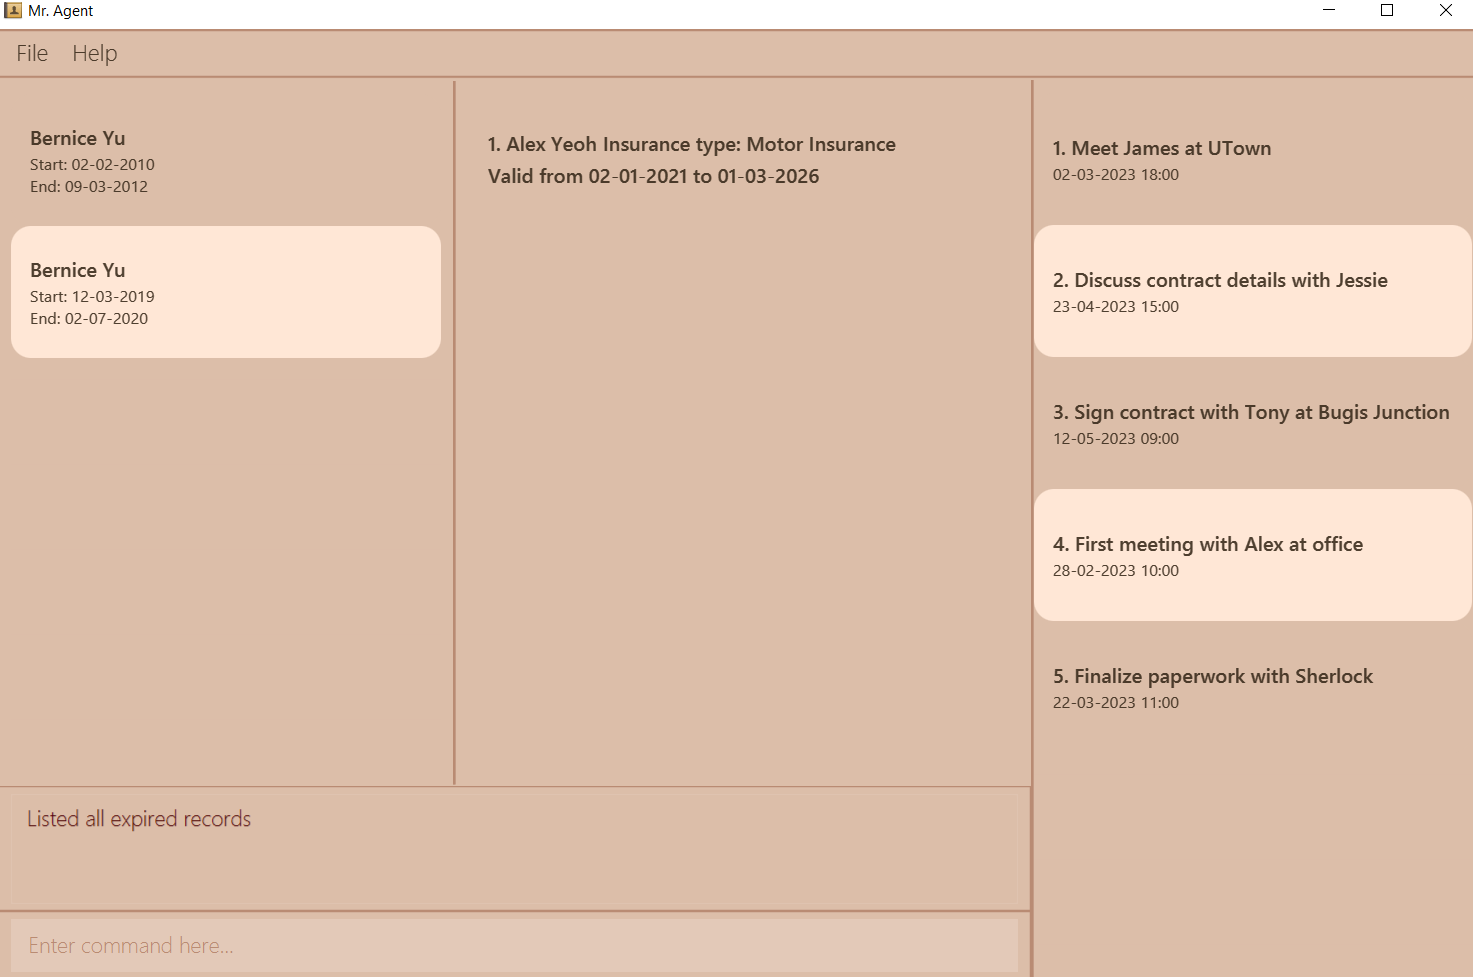 Mr. Agent
File Help
Bernice Yu
Start: 02-02-2010
End: 09-03-2012
Bernice Yu
Start: 12-03-2019
End: 02-07-2020
1. Alex Yeoh Insurance type: Motor Insurance
Valid from 02-01-2021 to 01-03-2026
1. Meet James at UTown
02-03-2023 18:00
2. Discuss contract details with Jessie
23-04-2023 15:00
3. Sign contract with Tony at Bugis Junction
12-05-2023 09:00
4. First meeting with Alex at office
28-02-2023 10:00
5. Finalize paperwork with Sherlock
22-03-2023 11:00
Listed all expired records
Enter command here...